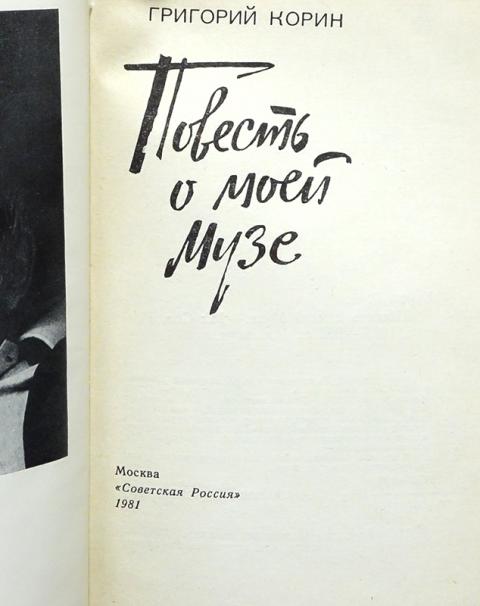 ГРИГОРИЙ КОРИН
Повесть
о моей
музе
Москва
«Советская Россия»
1981